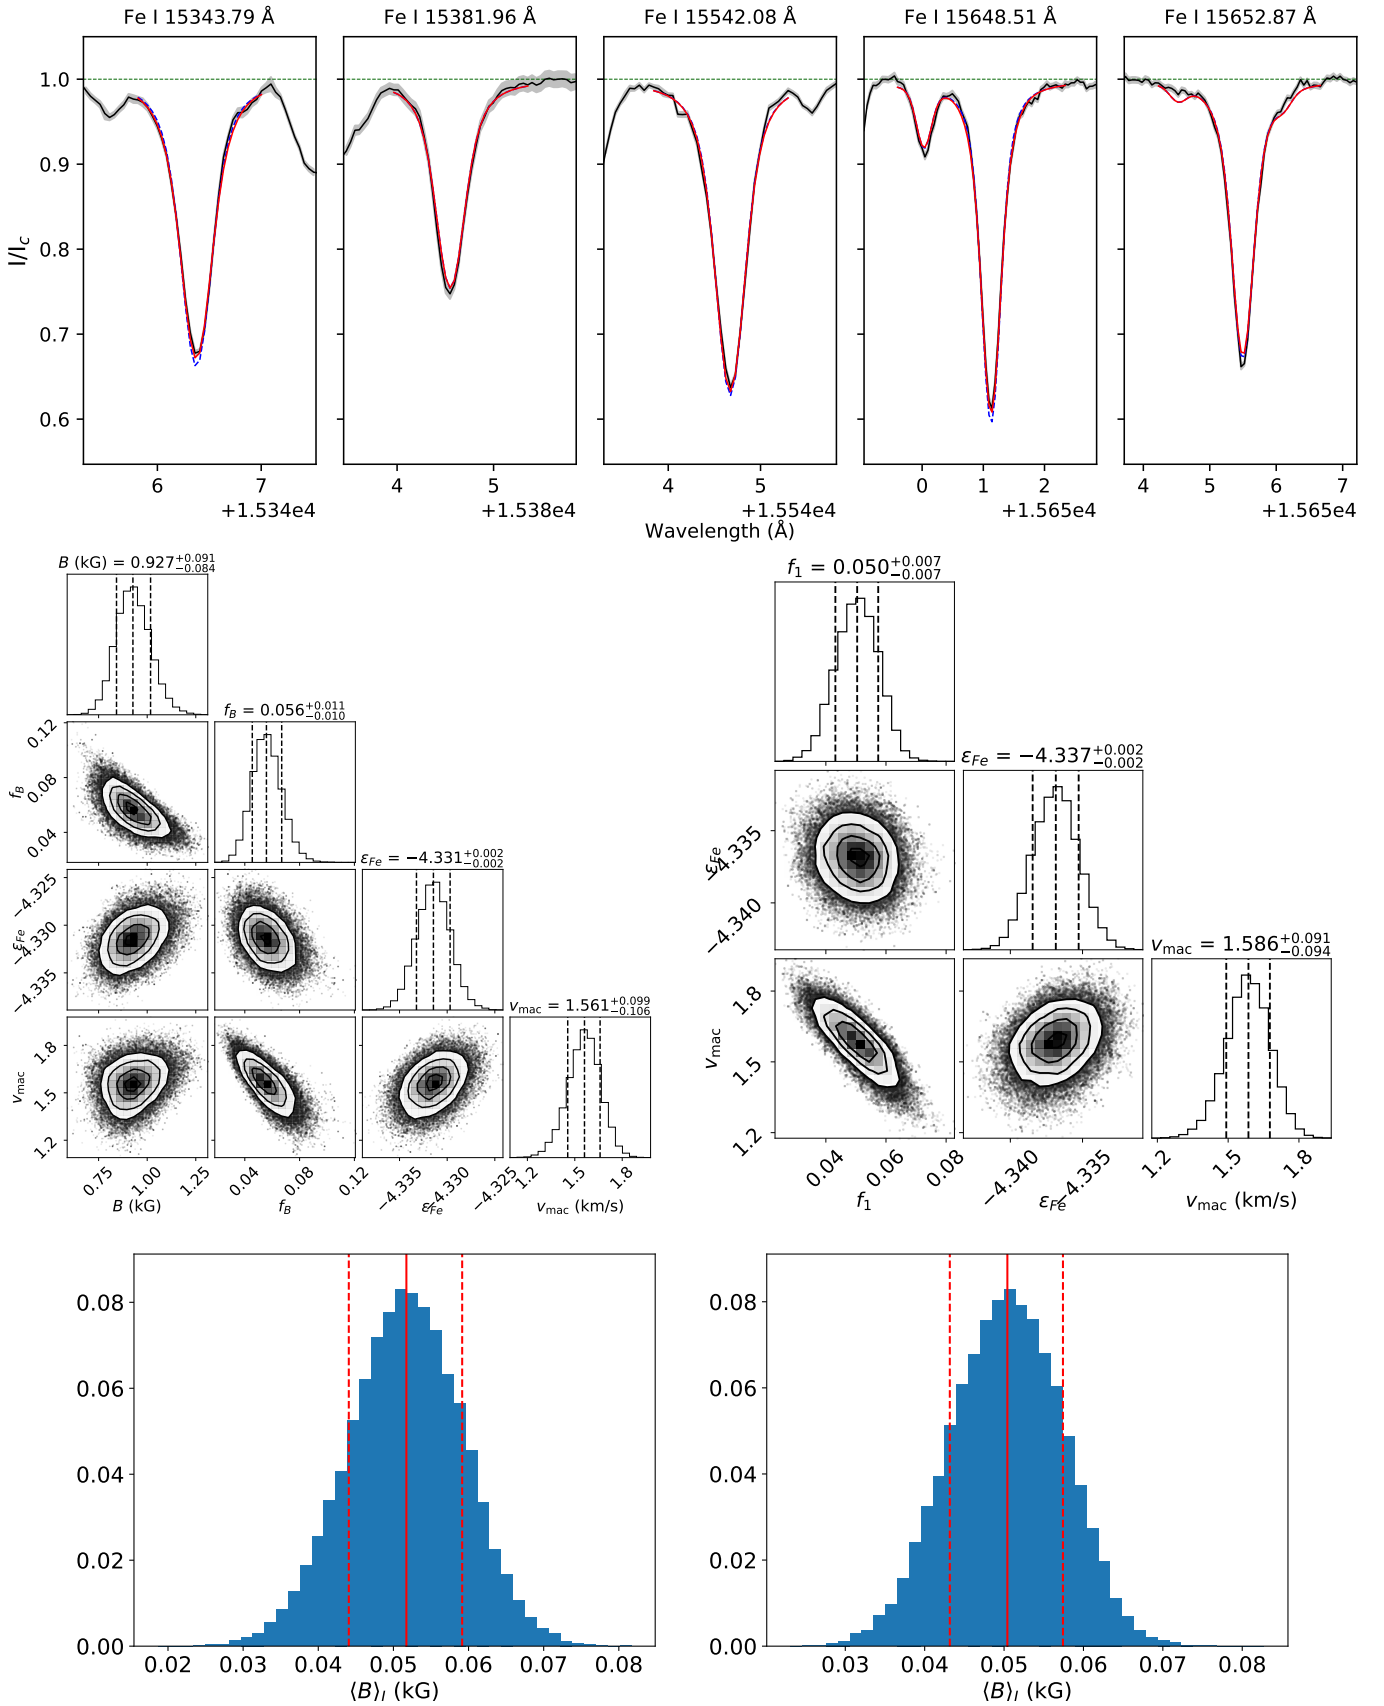 Fe I 15343.79 Å Fe I 15381.96 Å Fe I 15542.08 Å Fe I 15648.51 Å Fe I 15652.87 Å
1.0
0.9
0.8
0.7
0.6
I/I_c
6 7 4 5 4 5 0 1 2 4 5 6 7
+1.534e4 +1.538e4 +1.554e4 +1.565e4 +1.565e4
Wavelength (Å)
B (kG) = 0.927 +0.091 −0.084
f_B = 0.056 +0.011 −0.010
ε_Fe = −4.331 +0.002 −0.002
v_mac = 1.561 +0.099 −0.106
0.12
0.08
0.04
f_B
−4.325
−4.330
−4.335
ε_Fe
1.8
1.5
1.2
v_mac
0.75 1.00 1.25 0.04 0.08 0.12 −4.335 −4.330 −4.325 1.2 1.5 1.8
B (kG) f_B ε_Fe v_mac (km/s)
f_1 = 0.050 +0.007 −0.007
ε_Fe = −4.337 +0.002 −0.002
v_mac = 1.586 +0.091 −0.094
−4.335
−4.340
ε_Fe
1.8
1.5
1.2
v_mac
0.04 0.06 0.08 −4.340 −4.335 1.2 1.5 1.8
f_1 ε_Fe v_mac (km/s)
0.08
0.06
0.04
0.02
0.00
0.02 0.03 0.04 0.05 0.06 0.07 0.08
⟨B⟩_I (kG)
0.08
0.06
0.04
0.02
0.00
0.03 0.04 0.05 0.06 0.07 0.08
⟨B⟩_I (kG)